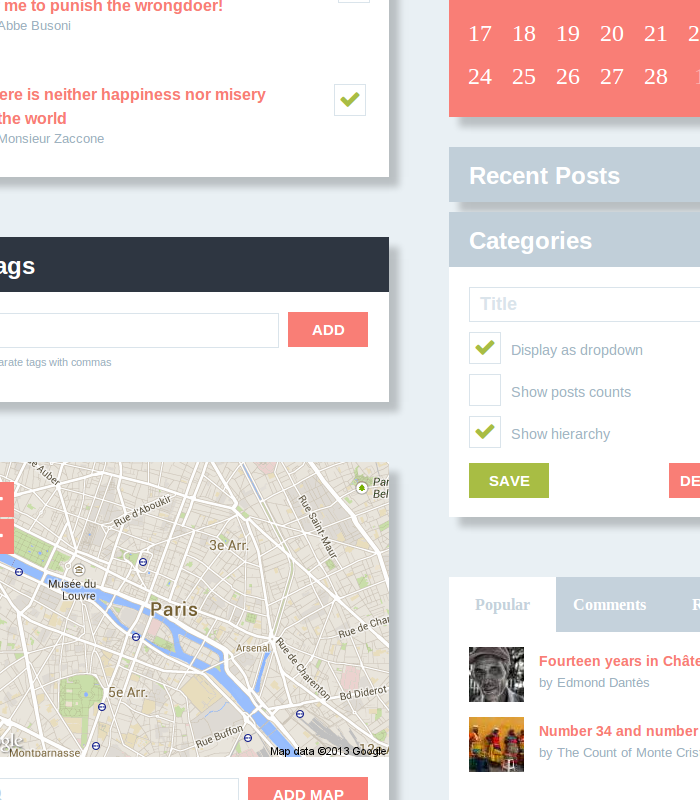 me to punish the wrongdoer!
Abbe Busoni
ere is neither happiness nor misery
the world
Monsieur Zaccone
ags
ADD
arate tags with commas
Rue d'Aboukir
Rue Saint-Maur
3e Arr.
Musée du
Louvre
Paris
Arsenal
Rue de Charenton
Rue de Char
Bd Diderot
5e Arr.
Rue Buffon
Montparnasse
12e
Map data ©2013 Google
ADD MAP
17 18 19 20 21 2
24 25 26 27 28 1
Recent Posts
Categories
Title
Display as dropdown
Show posts counts
Show hierarchy
SAVE
DE
Popular
Comments
R
Fourteen years in Châte
by Edmond Dantès
Number 34 and number
by The Count of Monte Cris